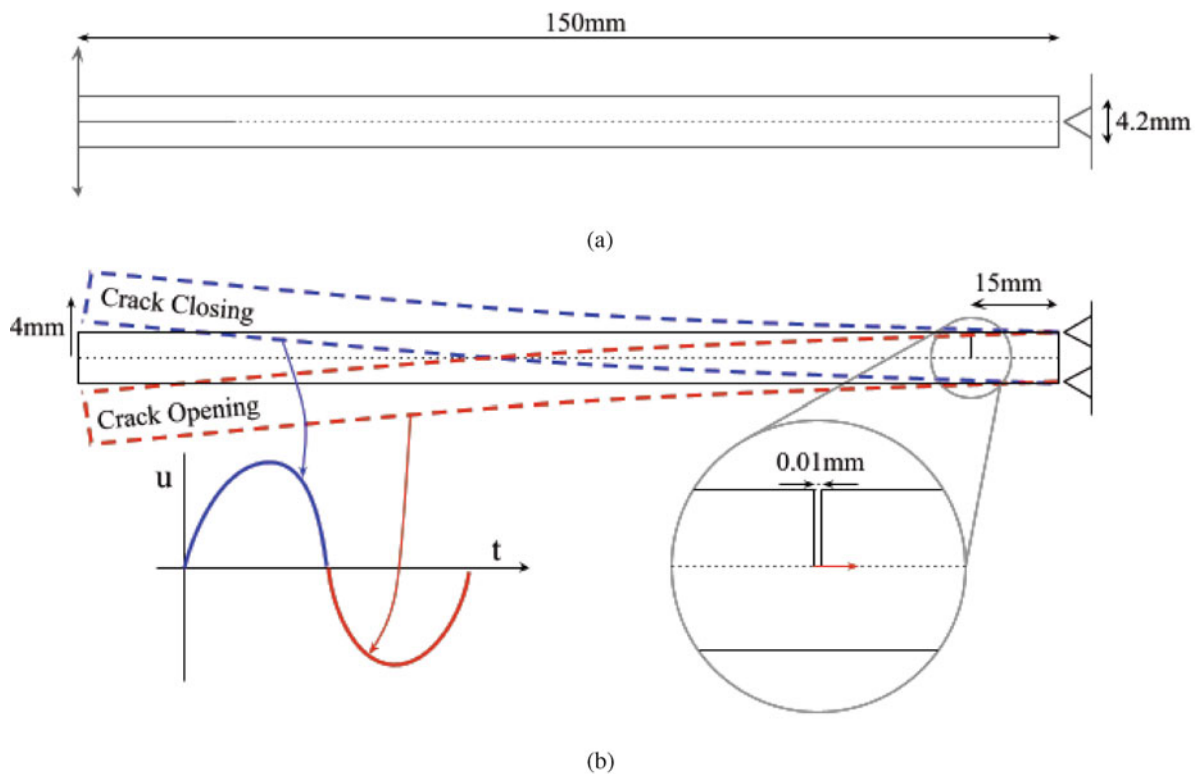 150mm
4.2mm
(a)
Crack Closing
15mm
4mm
Crack Opening
0.01mm
u
t
(b)